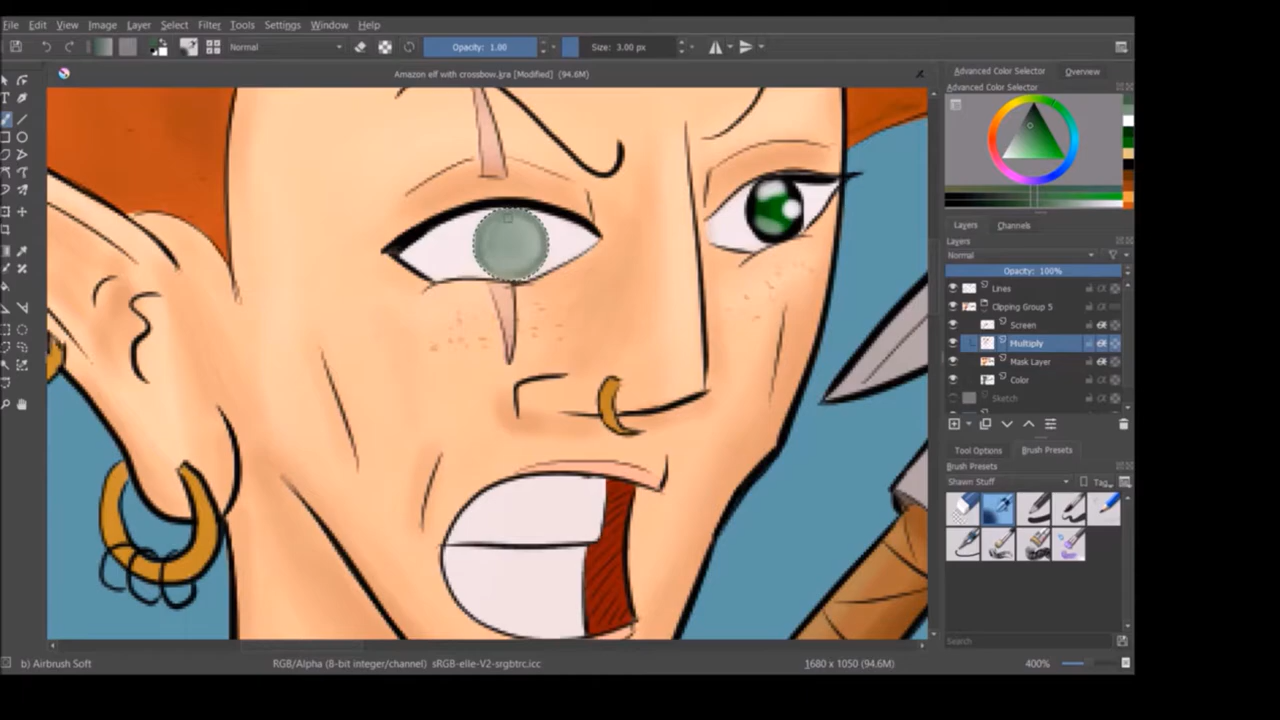 File Edit View Image Layer Select Filter Tools Settings Window Help
Normal Opacity: 1.00 Size: 3.00 px
Amazon elf with crossbow.kra [Modified] (94.6M)
Advanced Color Selector Overview
Advanced Color Selector
Layers Channels
Layers
Normal
Opacity: 100%
Lines
Clipping Group 5
Screen
Multiply
Mask Layer
Color
Sketch
Tool Options Brush Presets
Brush Presets
Shawn Stuff Tag
Search
b) Airbrush Soft RGB/Alpha (8-bit integer/channel) sRGB-elle-V2-srgbtrc.icc 1680 x 1050 (94.6M) 400%